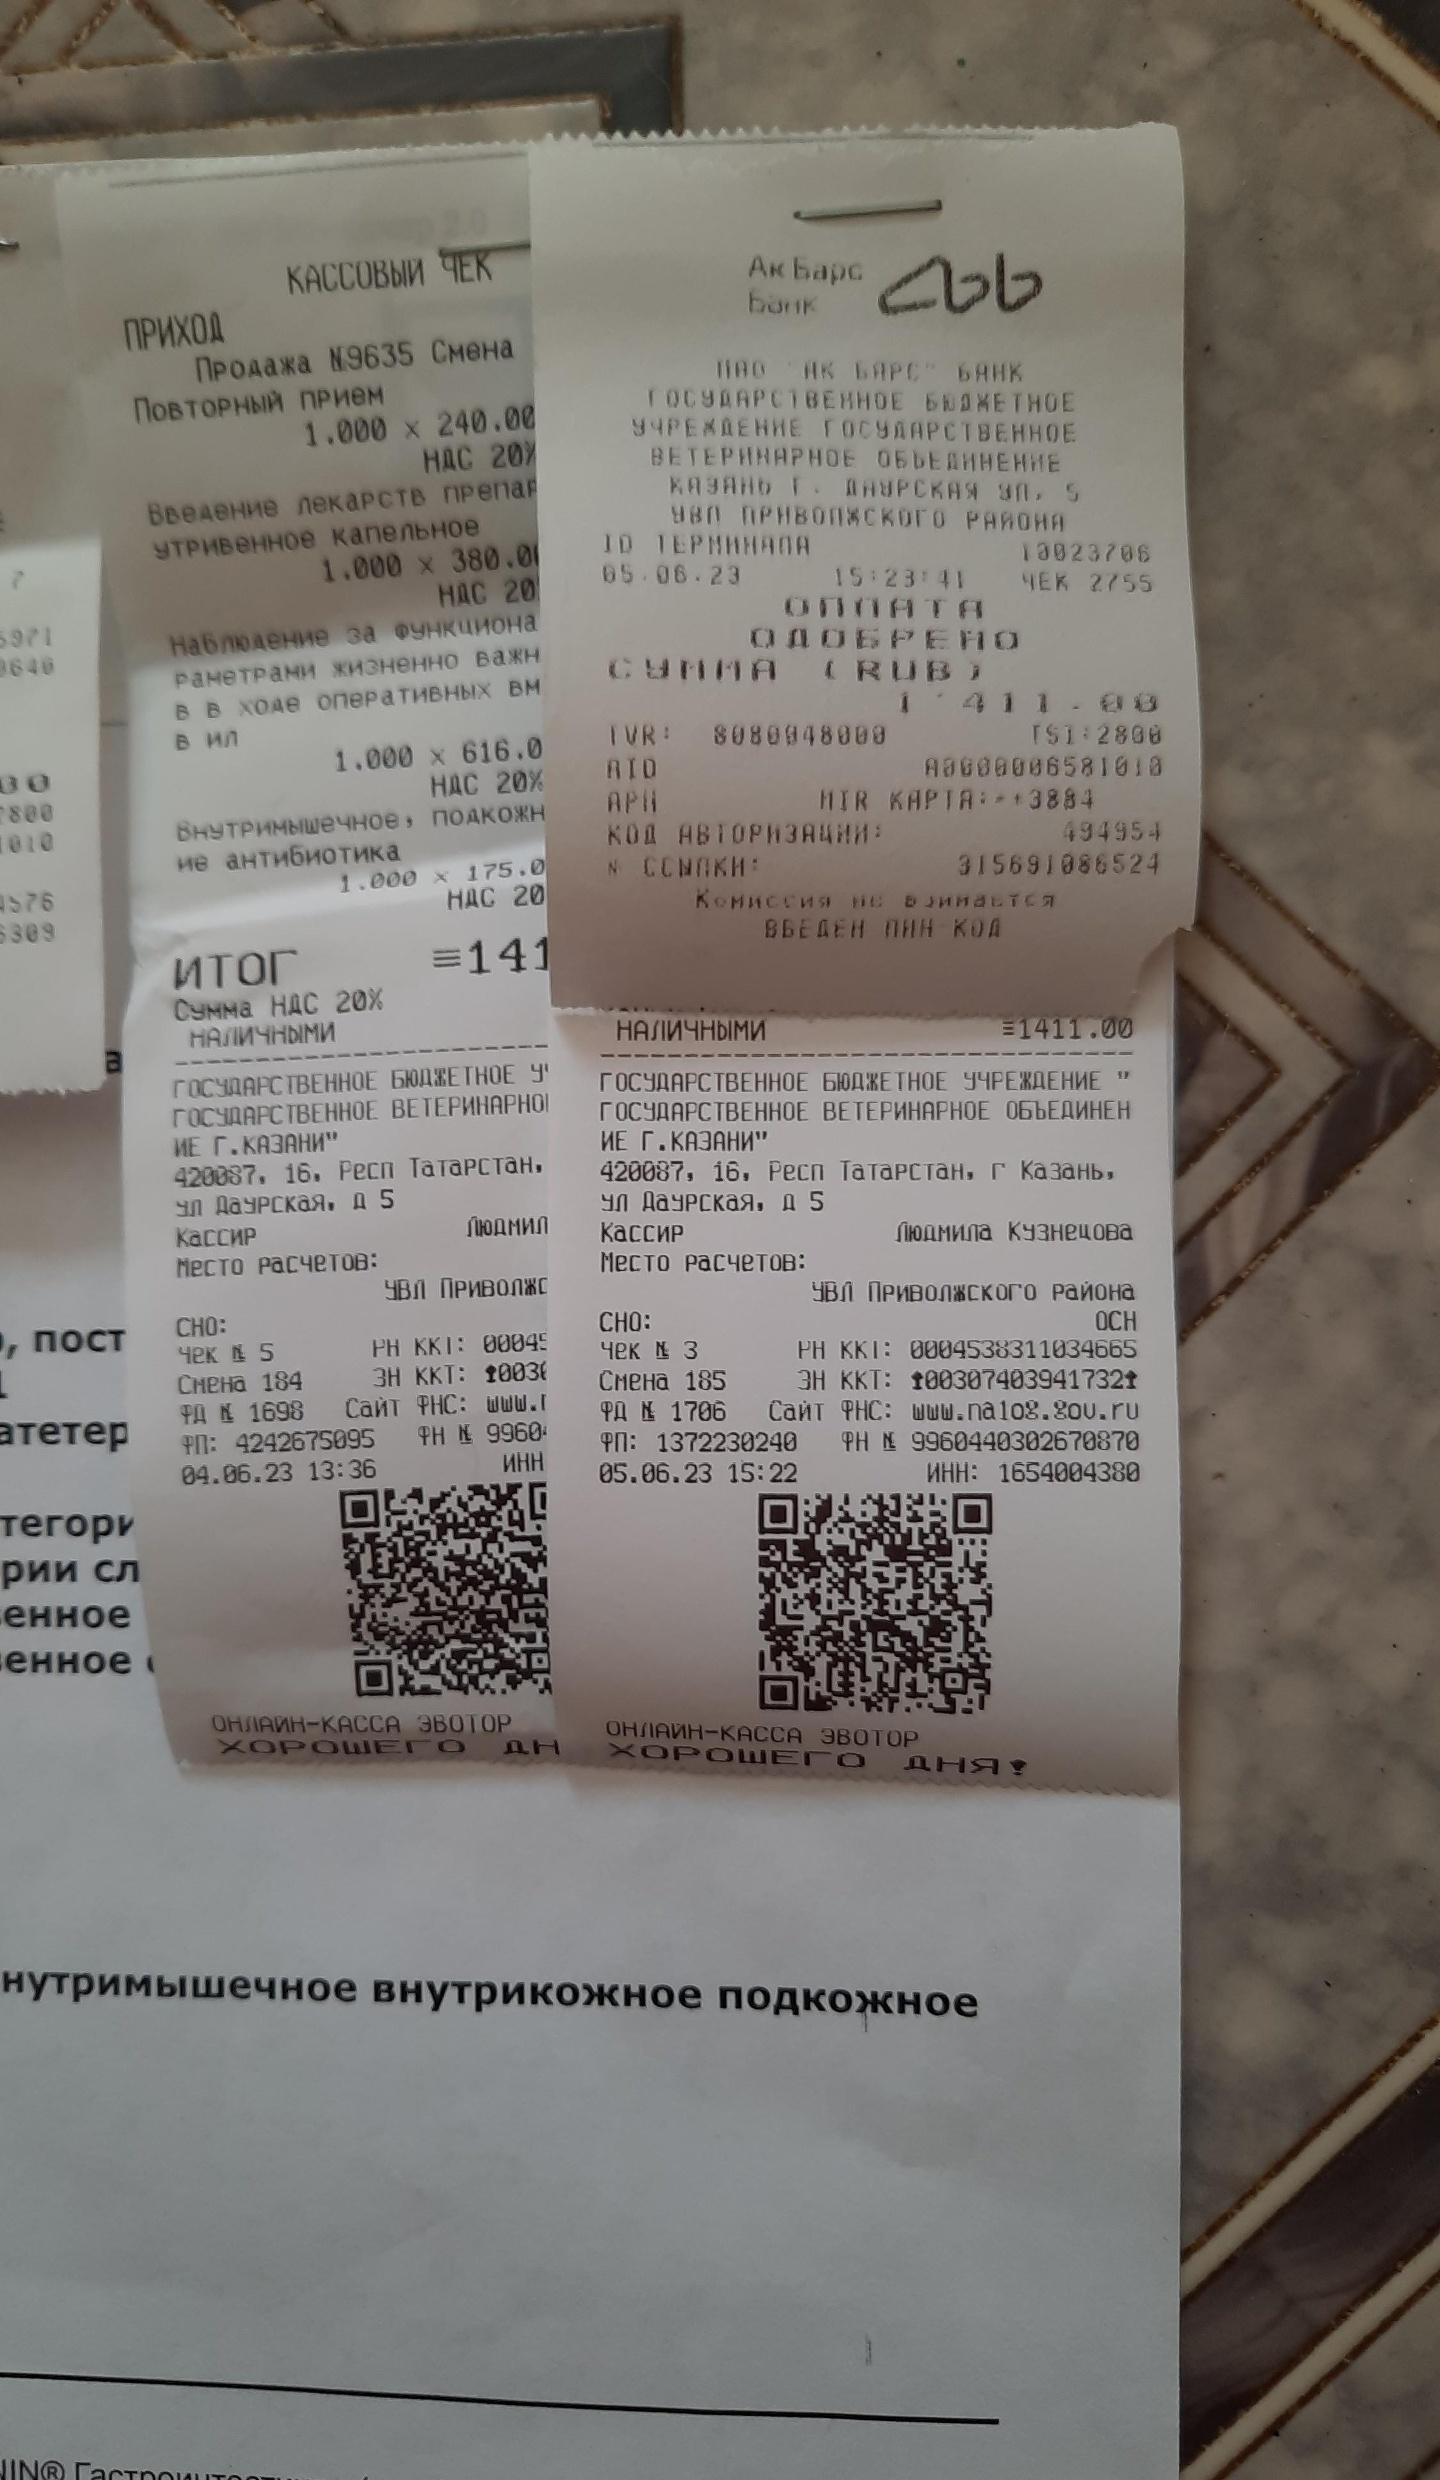 КАССОВЫЙ ЧЕК
ПРИХОД
Продажа №9635 Смена
Повторный прием
1.000 × 240.00
НДС 20%
Введение лекарств препар
утривенное капельное
1.000 × 380.0
НДС 20
Наблюдение за функциона
раметрами жизненно важн
в в ходе оперативных вм
в ил
1.000 × 616.0
НДС 20%
Внутримышечное, подкожн
ие антибиотика
1.000 × 175.0
НДС 20
ИТОГ ≡141
Сумма НДС 20%
НАЛИЧНЫМИ
ГОСУДАРСТВЕННОЕ БЮДЖЕТНОЕ УЧ
ГОСУДАРСТВЕННОЕ ВЕТЕРИНАРНО
ИЕ Г.КАЗАНИ"
420087, 16, Респ Татарстан,
ул Даурская, д 5
Кассир Людмил
Место расчетов:
УВЛ Приволжс
СНО:
Чек № 5 РН ККТ: 00045
Смена 184 ЗН ККТ: 0030
ФД № 1698 Сайт ФНС: www.n
ФП: 4242675095 ФН № 9960
04.06.23 13:36 ИНН
ОНЛАЙН-КАССА ЭВОТОР
ХОРОШЕГО ДН
Ак Барс
Банк
ПАО "АК БАРС" БАНК
ГОСУДАРСТВЕННОЕ БЮДЖЕТНОЕ
УЧРЕЖДЕНИЕ ГОСУДАРСТВЕННОЕ
ВЕТЕРИНАРНОЕ ОБЪЕДИНЕНИЕ
КАЗАНЬ Г. ДАУРСКАЯ УЛ, 5
УВЛ ПРИВОЛЖСКОГО РАЙОНА
ID ТЕРМИНАЛА 10023706
05.06.23 15:23:41 ЧЕК 2755
ОПЛАТА
ОДОБРЕНО
СУММА (RUB)
1'411.00
TVR: 8080048000 TSI:2800
AID A0000006581010
APN MIR КАРТА:**3884
КОД АВТОРИЗАЦИИ: 494954
N ССЫЛКИ: 315691086524
Комиссия не взимается
ВВЕДЕН ПИН-КОД
НАЛИЧНЫМИ ≡1411.00
ГОСУДАРСТВЕННОЕ БЮДЖЕТНОЕ УЧРЕЖДЕНИЕ "
ГОСУДАРСТВЕННОЕ ВЕТЕРИНАРНОЕ ОБЪЕДИНЕН
ИЕ Г.КАЗАНИ"
420087, 16, Респ Татарстан, г Казань,
ул Даурская, д 5
Кассир Людмила Кузнецова
Место расчетов:
УВЛ Приволжского района
СНО: ОСН
Чек № 3 РН ККТ: 0004538311034665
Смена 185 ЗН ККТ: 00307403941732
ФД № 1706 Сайт ФНС: www.nalog.gov.ru
ФП: 1372230240 ФН № 9960440302670870
05.06.23 15:22 ИНН: 1654004380
ОНЛАЙН-КАССА ЭВОТОР
ХОРОШЕГО ДНЯ!
7
5971
0640
00
2800
1010
4576
6309
а
, пост
атетер
тегори
рии сл
венное
венное
нутримышечное внутрикожное подкожное
NIN® Гастроинтестин